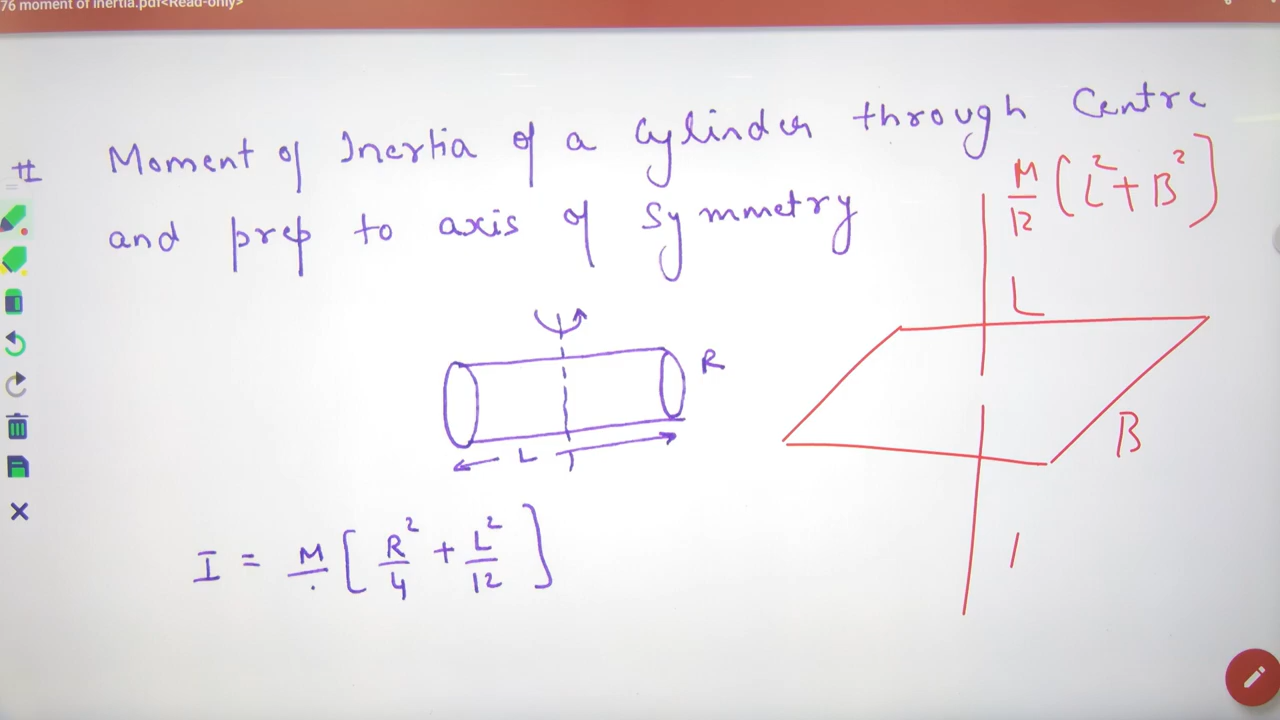 76 moment of inertia.pdf<Read-only>
# Moment of Inertia of a Cylinder through Centre
and prep to axis of Symmetry
M/12 (L² + B²)
L
R
B
L
I = M/. [R²/4 + L²/12]